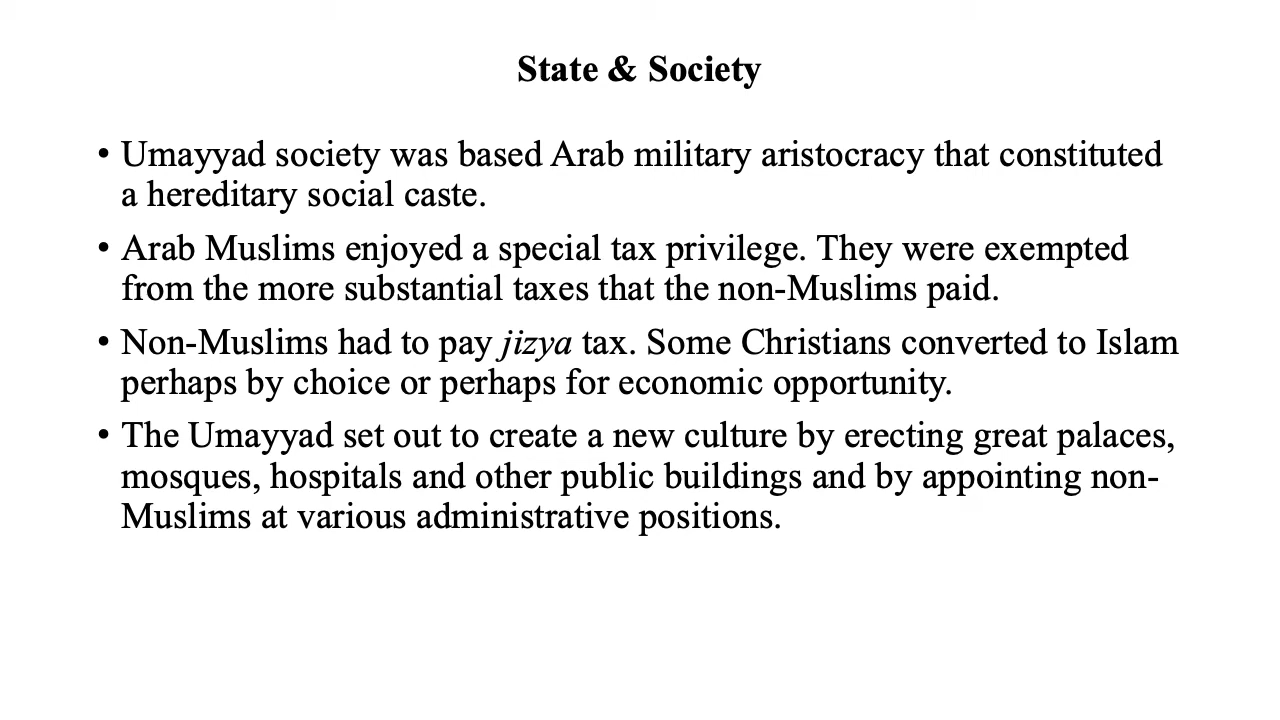 State & Society
• Umayyad society was based Arab military aristocracy that constituted
a hereditary social caste.
• Arab Muslims enjoyed a special tax privilege. They were exempted
from the more substantial taxes that the non-Muslims paid.
• Non-Muslims had to pay jizya tax. Some Christians converted to Islam
perhaps by choice or perhaps for economic opportunity.
• The Umayyad set out to create a new culture by erecting great palaces,
mosques, hospitals and other public buildings and by appointing non-
Muslims at various administrative positions.